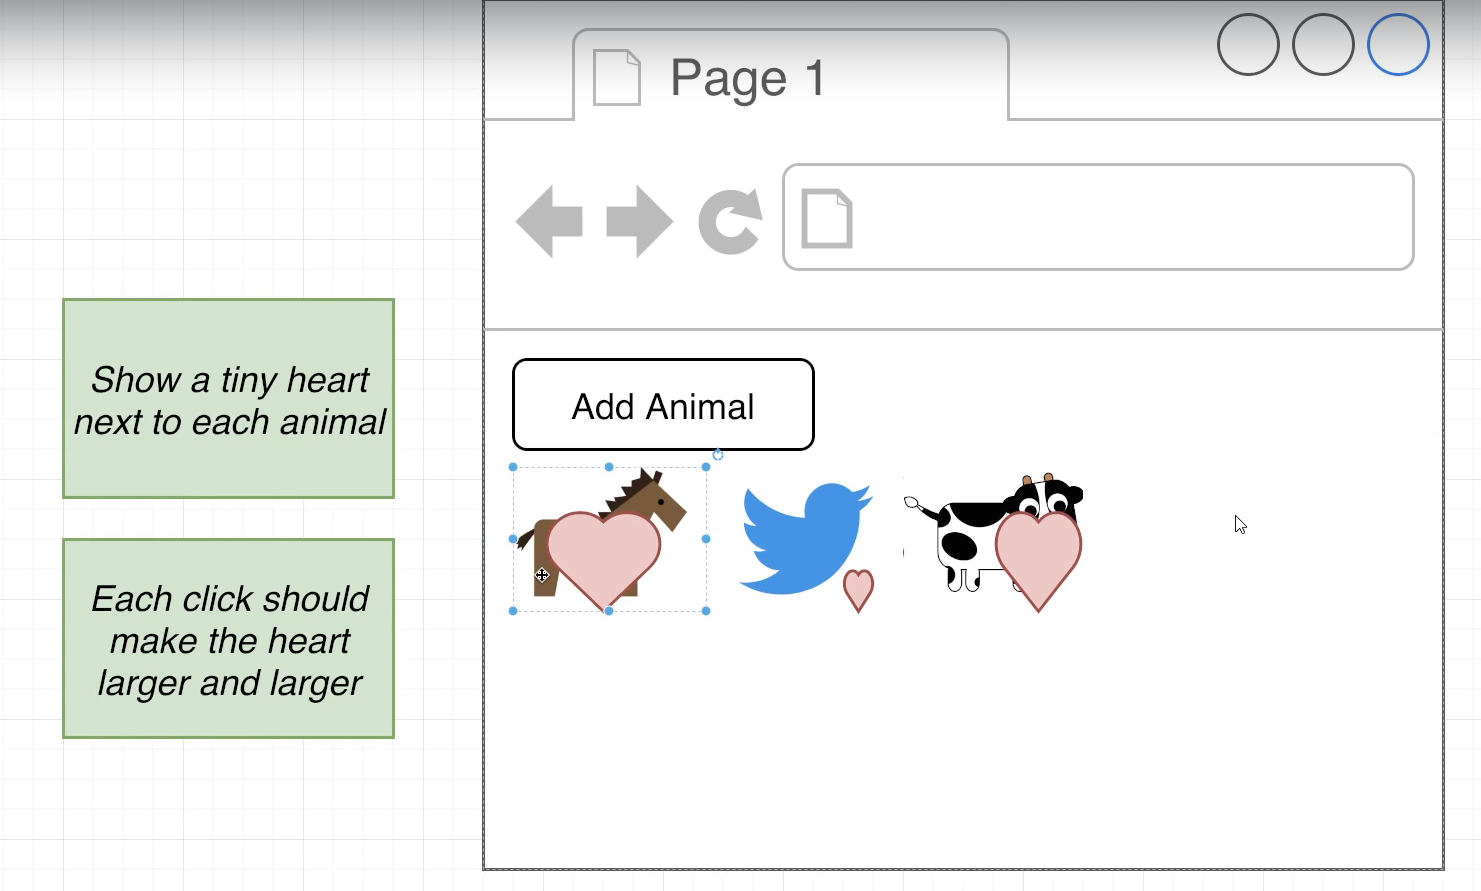 Page 1
Show a tiny heart
next to each animal
Each click should
make the heart
larger and larger
Add Animal